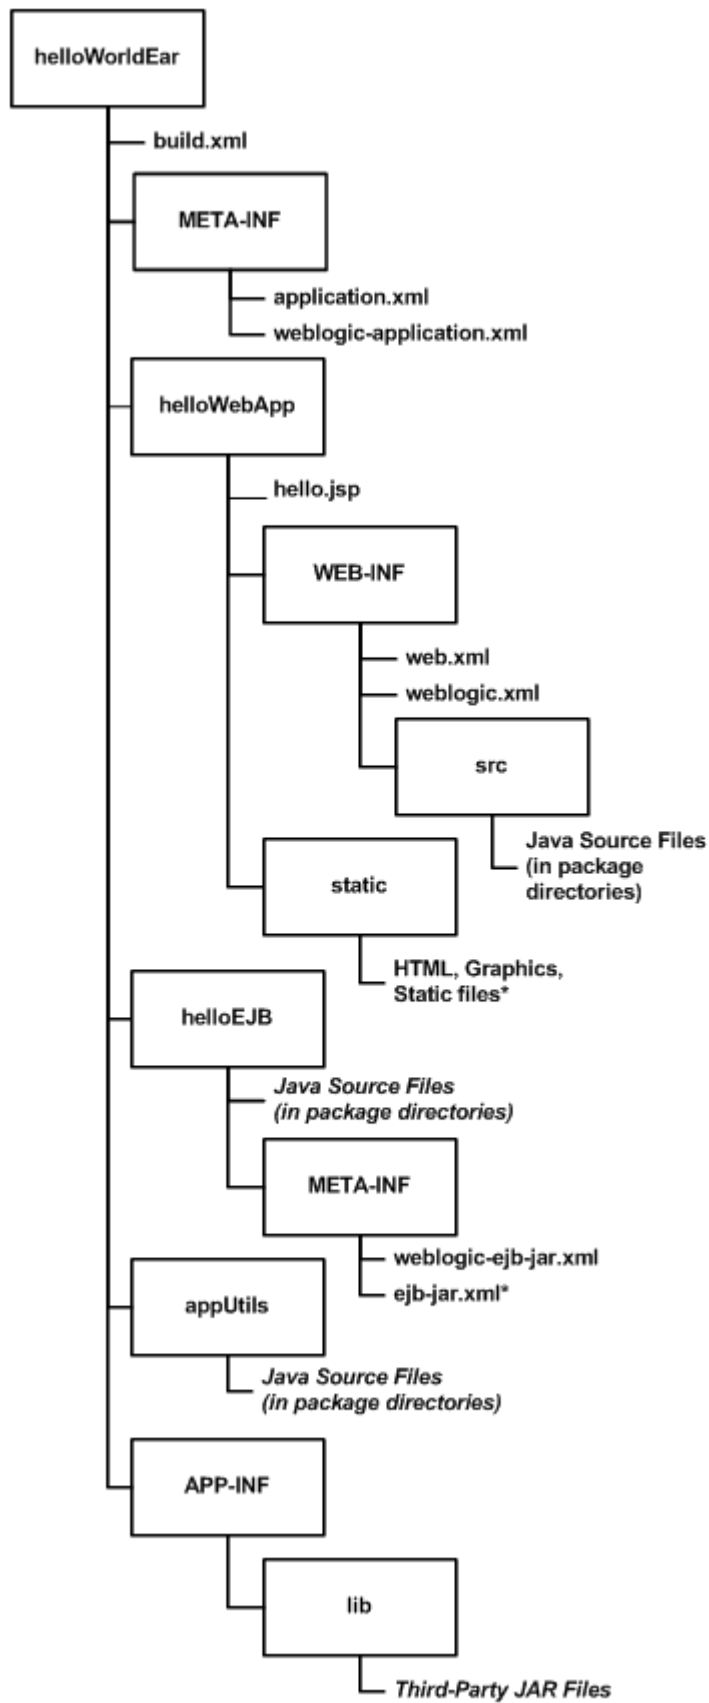 helloWorldEar
build.xml
META-INF
application.xml
weblogic-application.xml
helloWebApp
hello.jsp
WEB-INF
web.xml
weblogic.xml
src
Java Source Files
(in package
directories)
static
HTML, Graphics,
Static files*
helloEJB
Java Source Files
(in package directories)
META-INF
weblogic-ejb-jar.xml
ejb-jar.xml*
appUtils
Java Source Files
(in package directories)
APP-INF
lib
Third-Party JAR Files